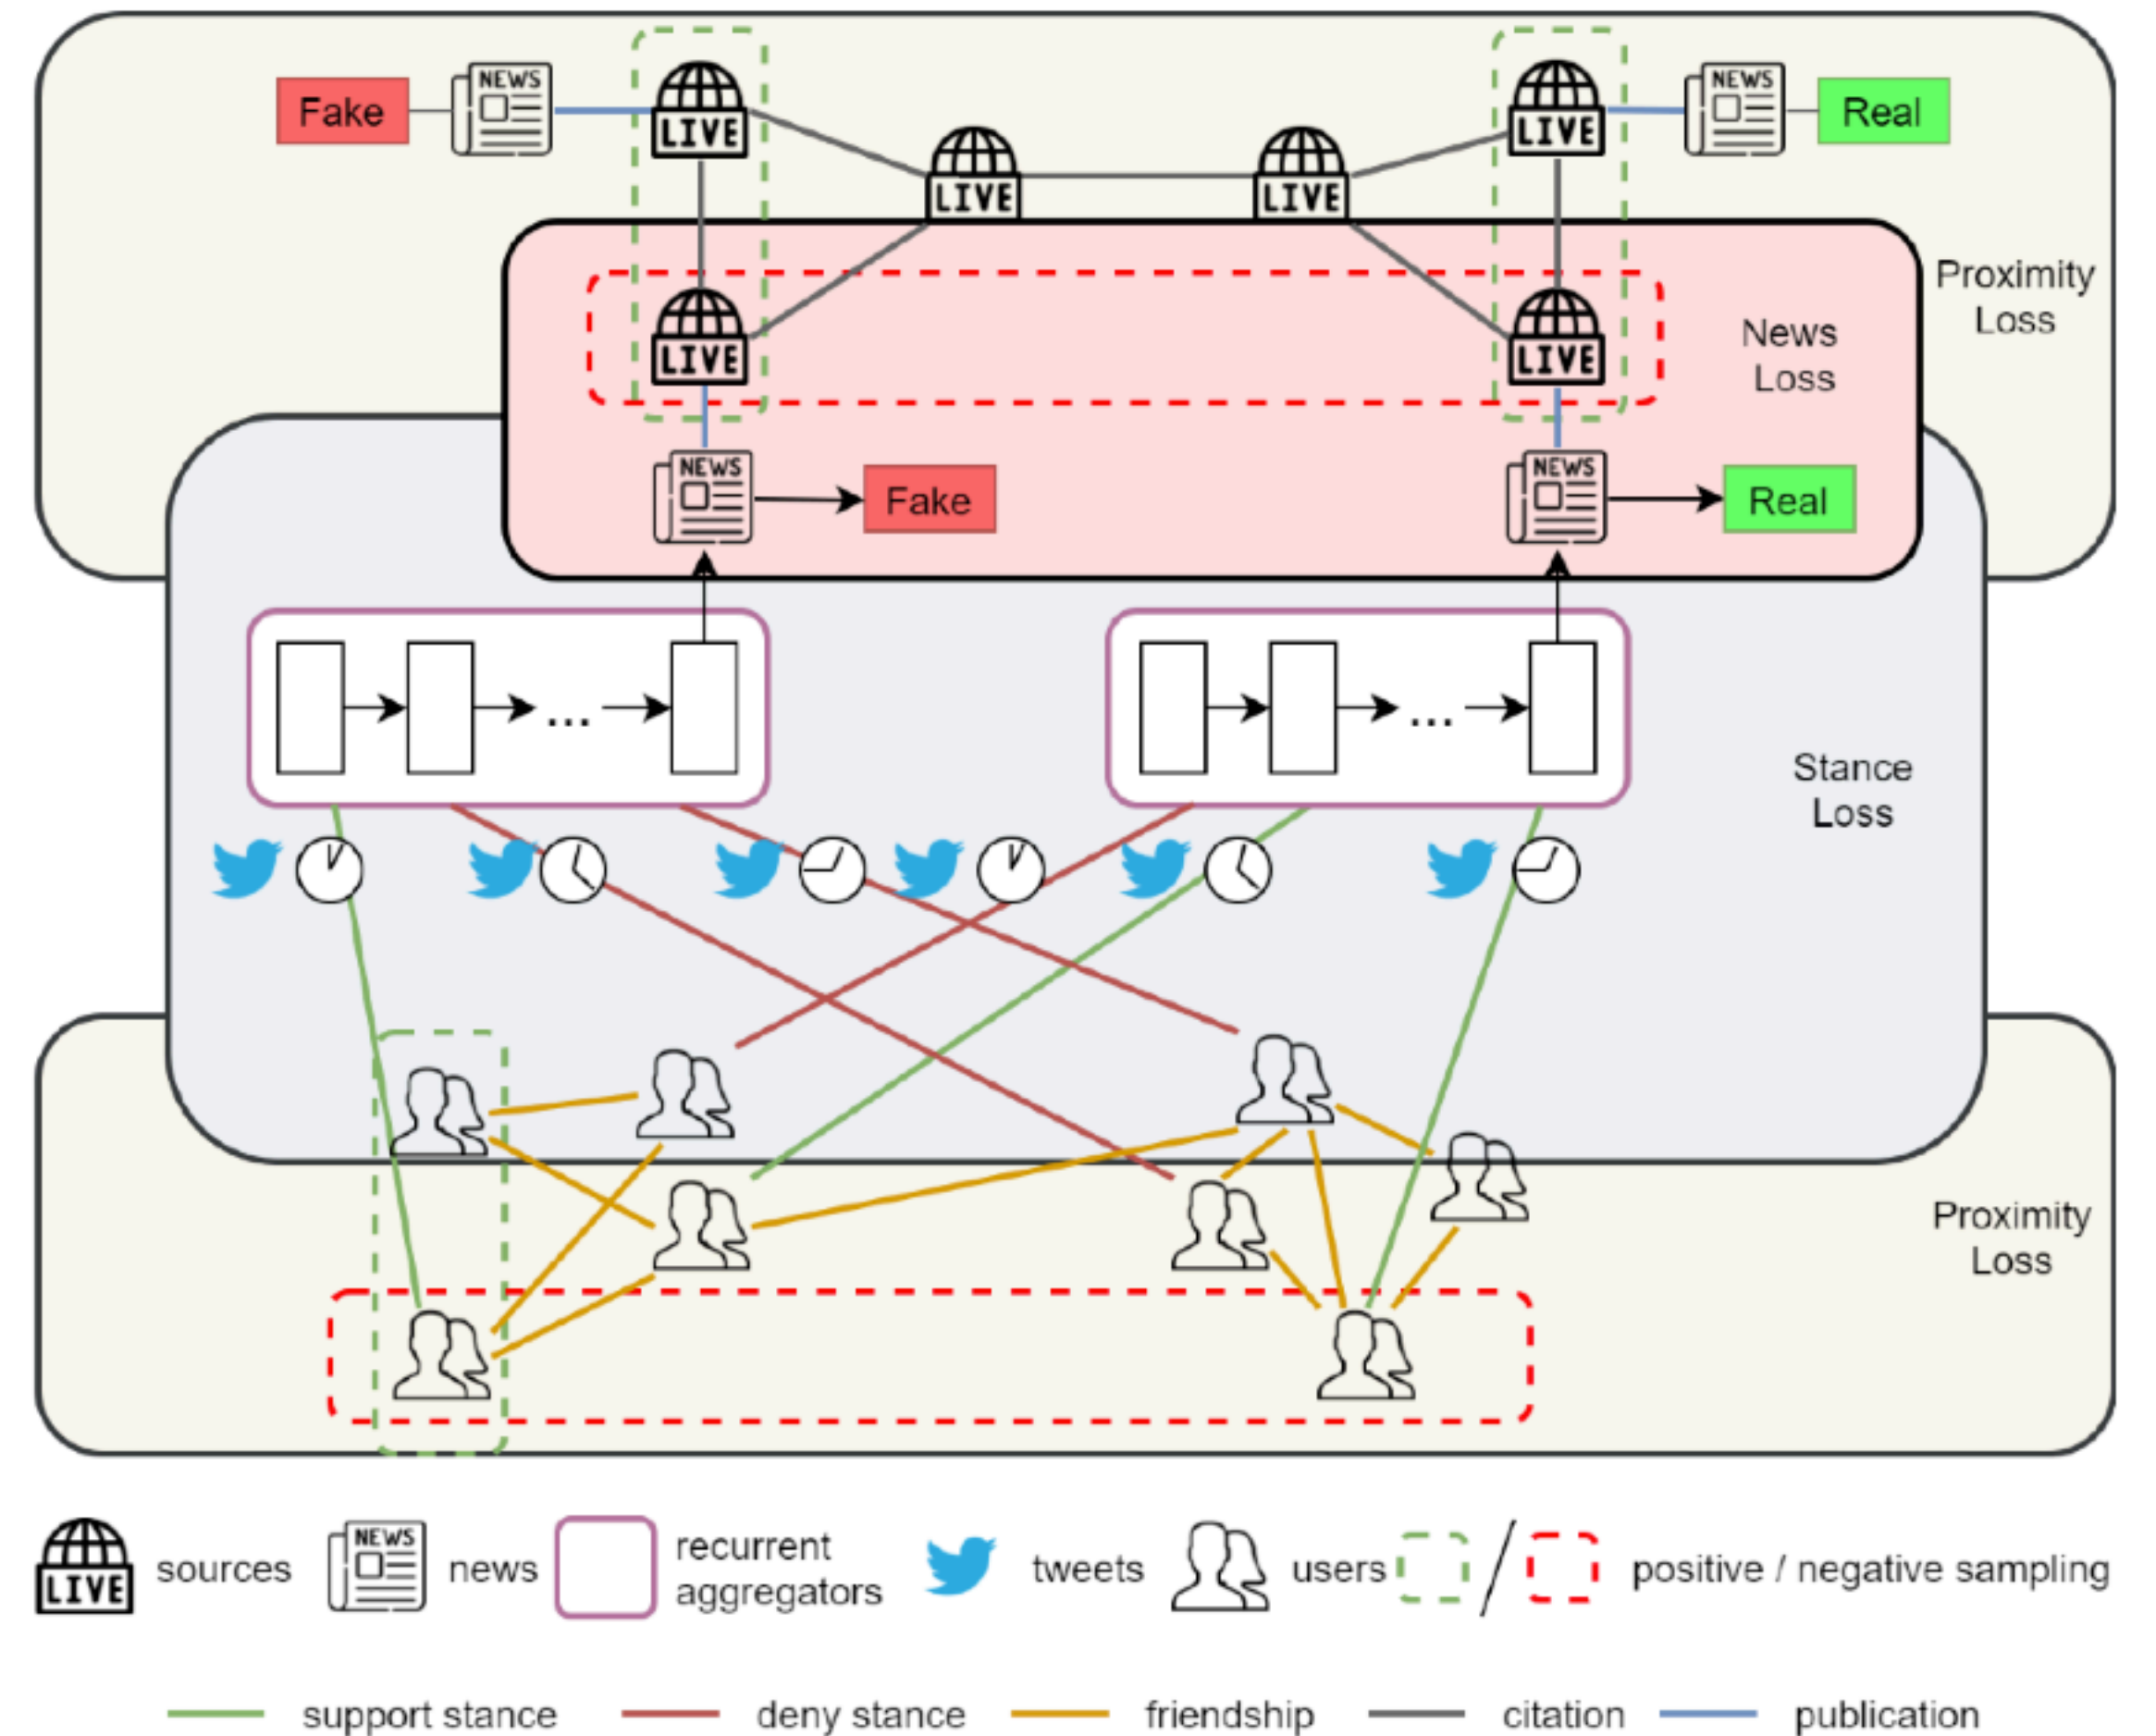 Fake
NEWS
LIVE
LIVE
LIVE
LIVE
NEWS
Real
Proximity
Loss
News
Loss
LIVE
LIVE
NEWS
Fake
NEWS
Real
...
...
Stance
Loss
Proximity
Loss
LIVE
sources
NEWS
news
recurrent
aggregators
tweets
users
/
positive / negative sampling
support stance
deny stance
friendship
citation
publication